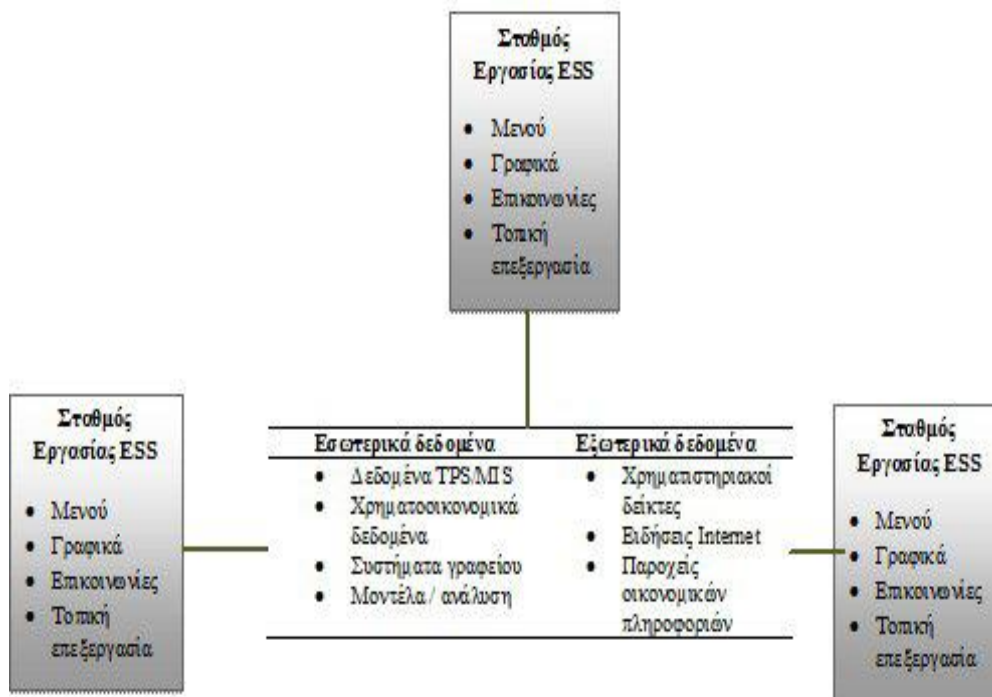 Σταθμός
Εργασίας ESS
• Μενού
• Γραφικά
• Επικοινωνίες
• Τοπική
επεξεργασία
Σταθμός
Εργασίας ESS
• Μενού
• Γραφικά
• Επικοινωνίες
• Τοπική
επεξεργασία
Εσωτερικά δεδομένα
• Δεδομένα TPS/MIS
• Χρηματοοικονομικά
δεδομένα
• Συστήματα γραφείου
• Μοντέλα / ανάλυση
Εξωτερικά δεδομένα
• Χρηματιστηριακοί
δείκτες
• Ειδήσεις Internet
• Παροχείς
οικονομικών
πληροφοριών
Σταθμός
Εργασίας ESS
• Μενού
• Γραφικά
• Επικοινωνίες
• Τοπική
επεξεργασία